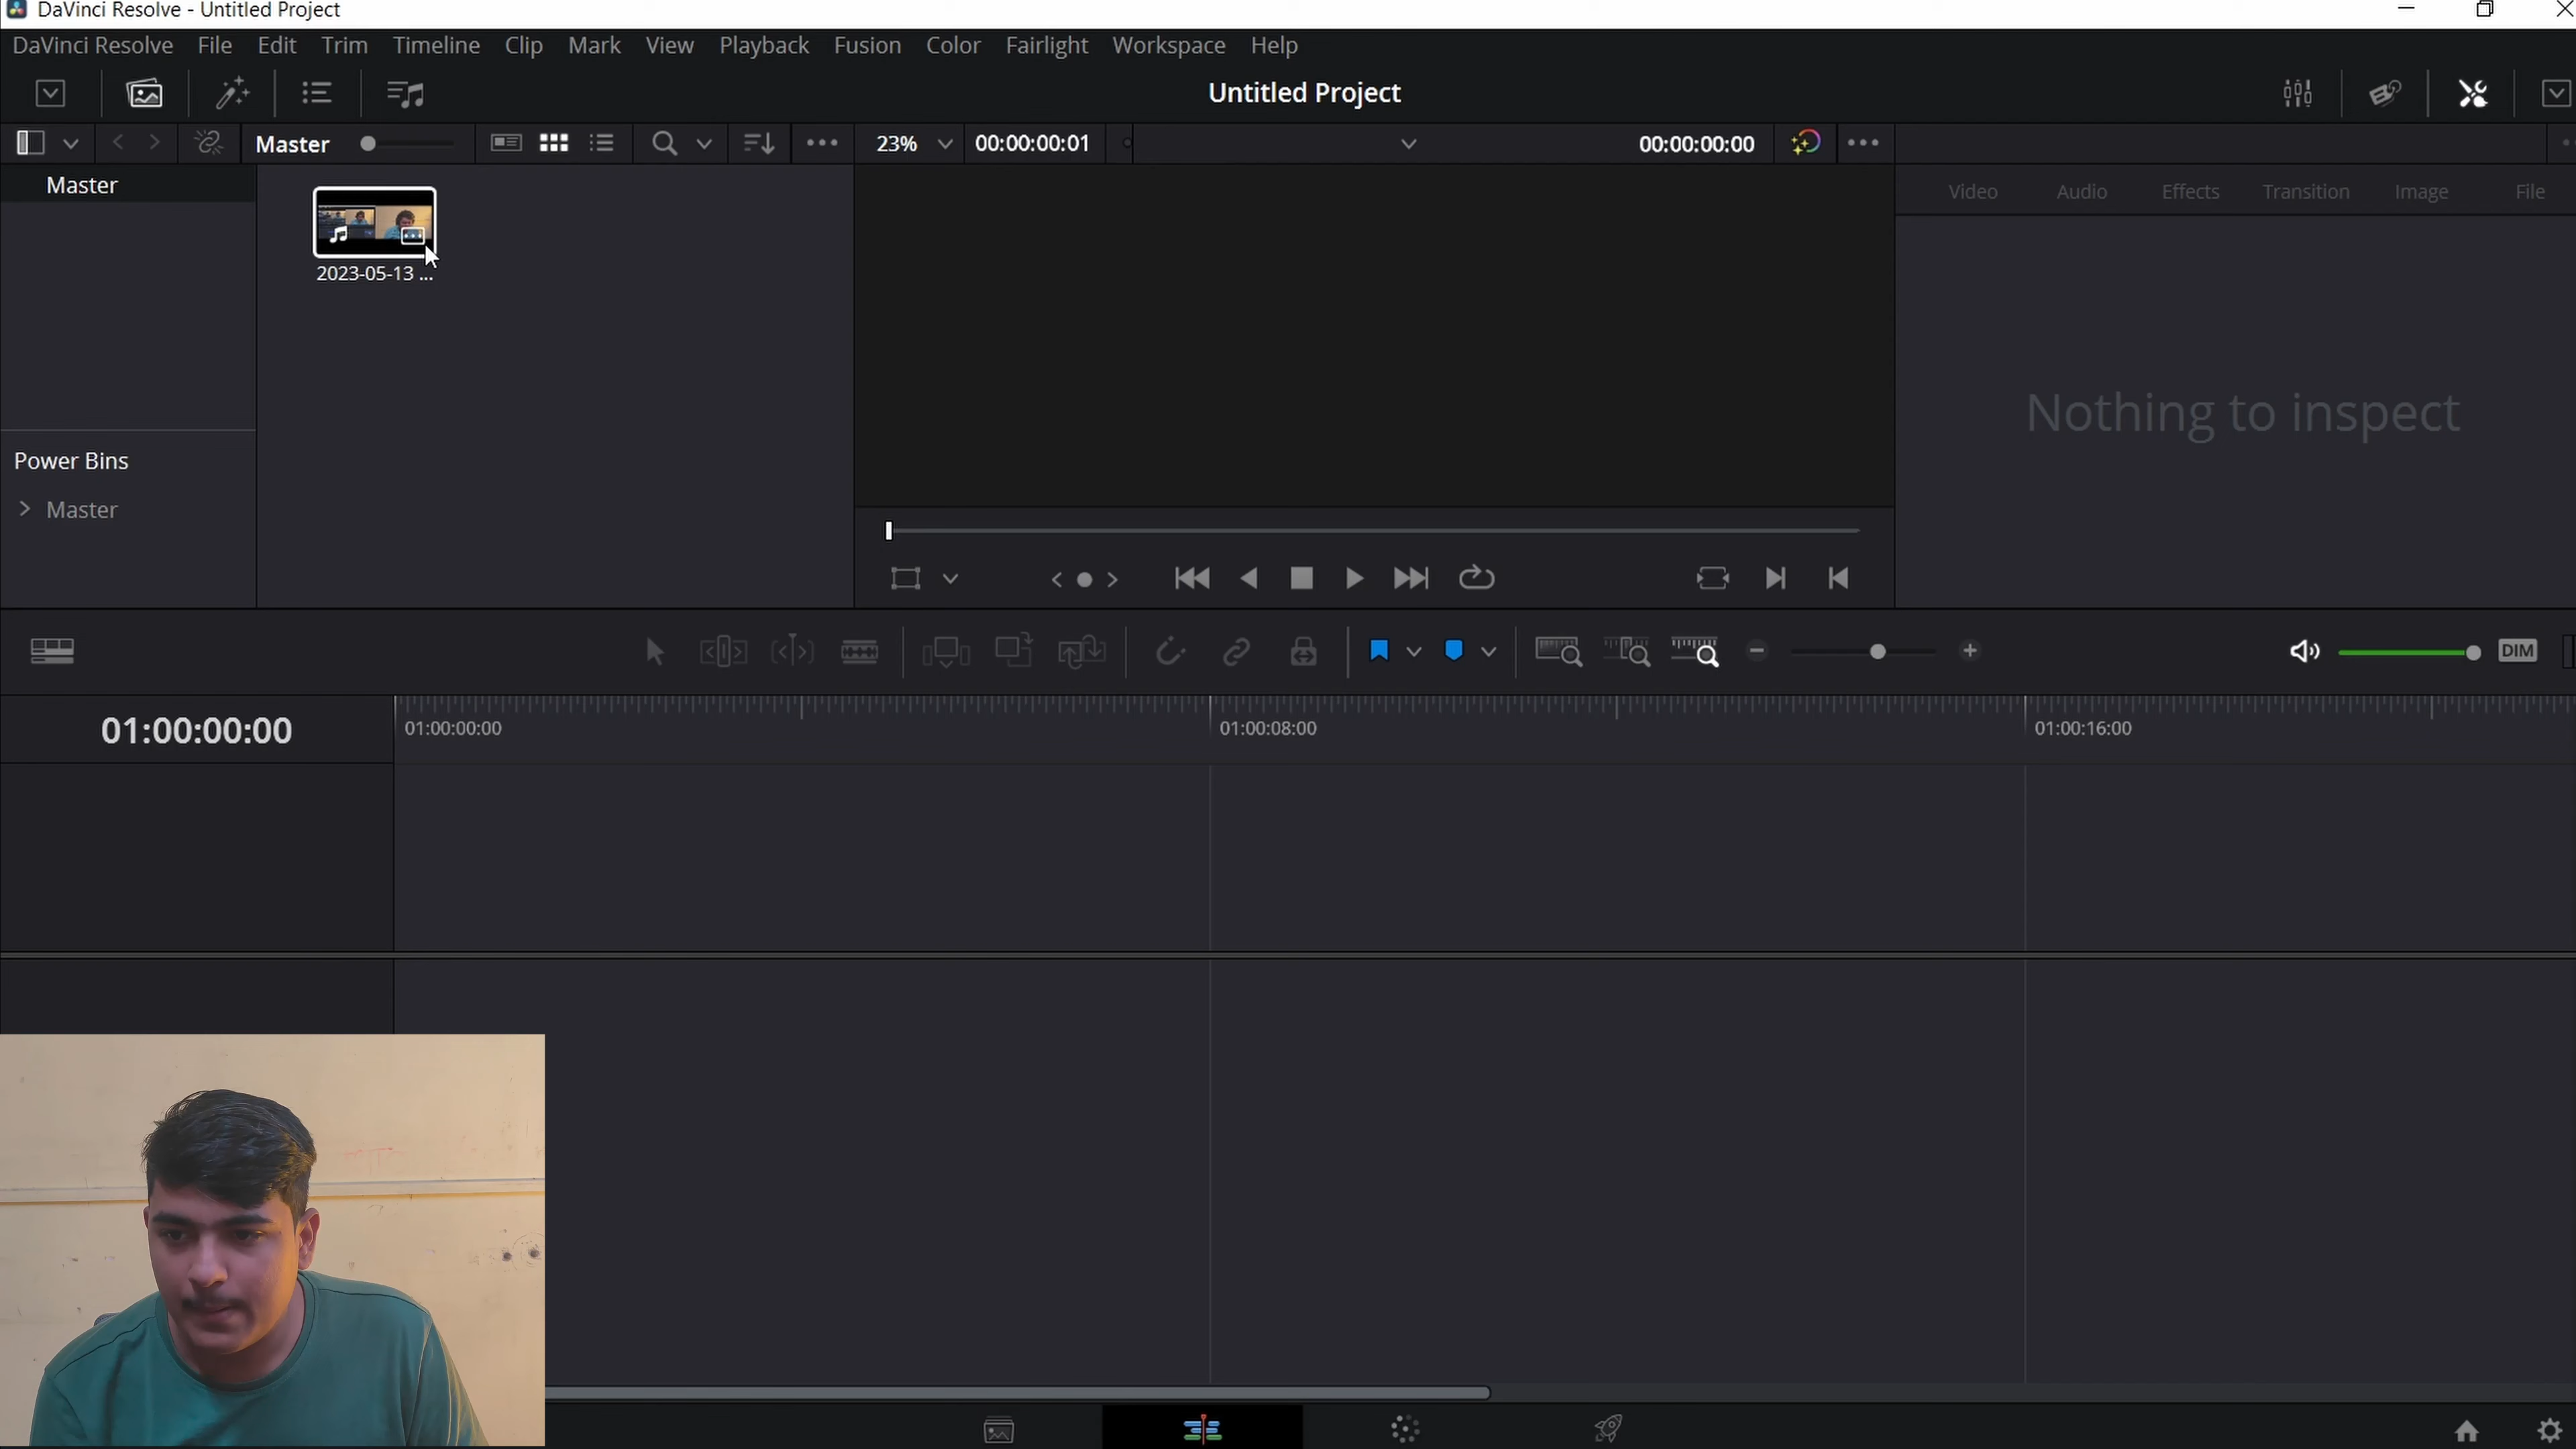 DaVinci Resolve - Untitled Project
DaVinci Resolve File Edit Trim Timeline Clip Mark View Playback Fusion Color Fairlight Workspace Help
Untitled Project
Master 23% 00:00:00:01 00:00:00:00
Master
Video Audio Effects Transition Image File
2023-05-13 ...
Nothing to inspect
Power Bins
Master
DIM
01:00:00:00
01:00:00:00 01:00:08:00 01:00:16:00